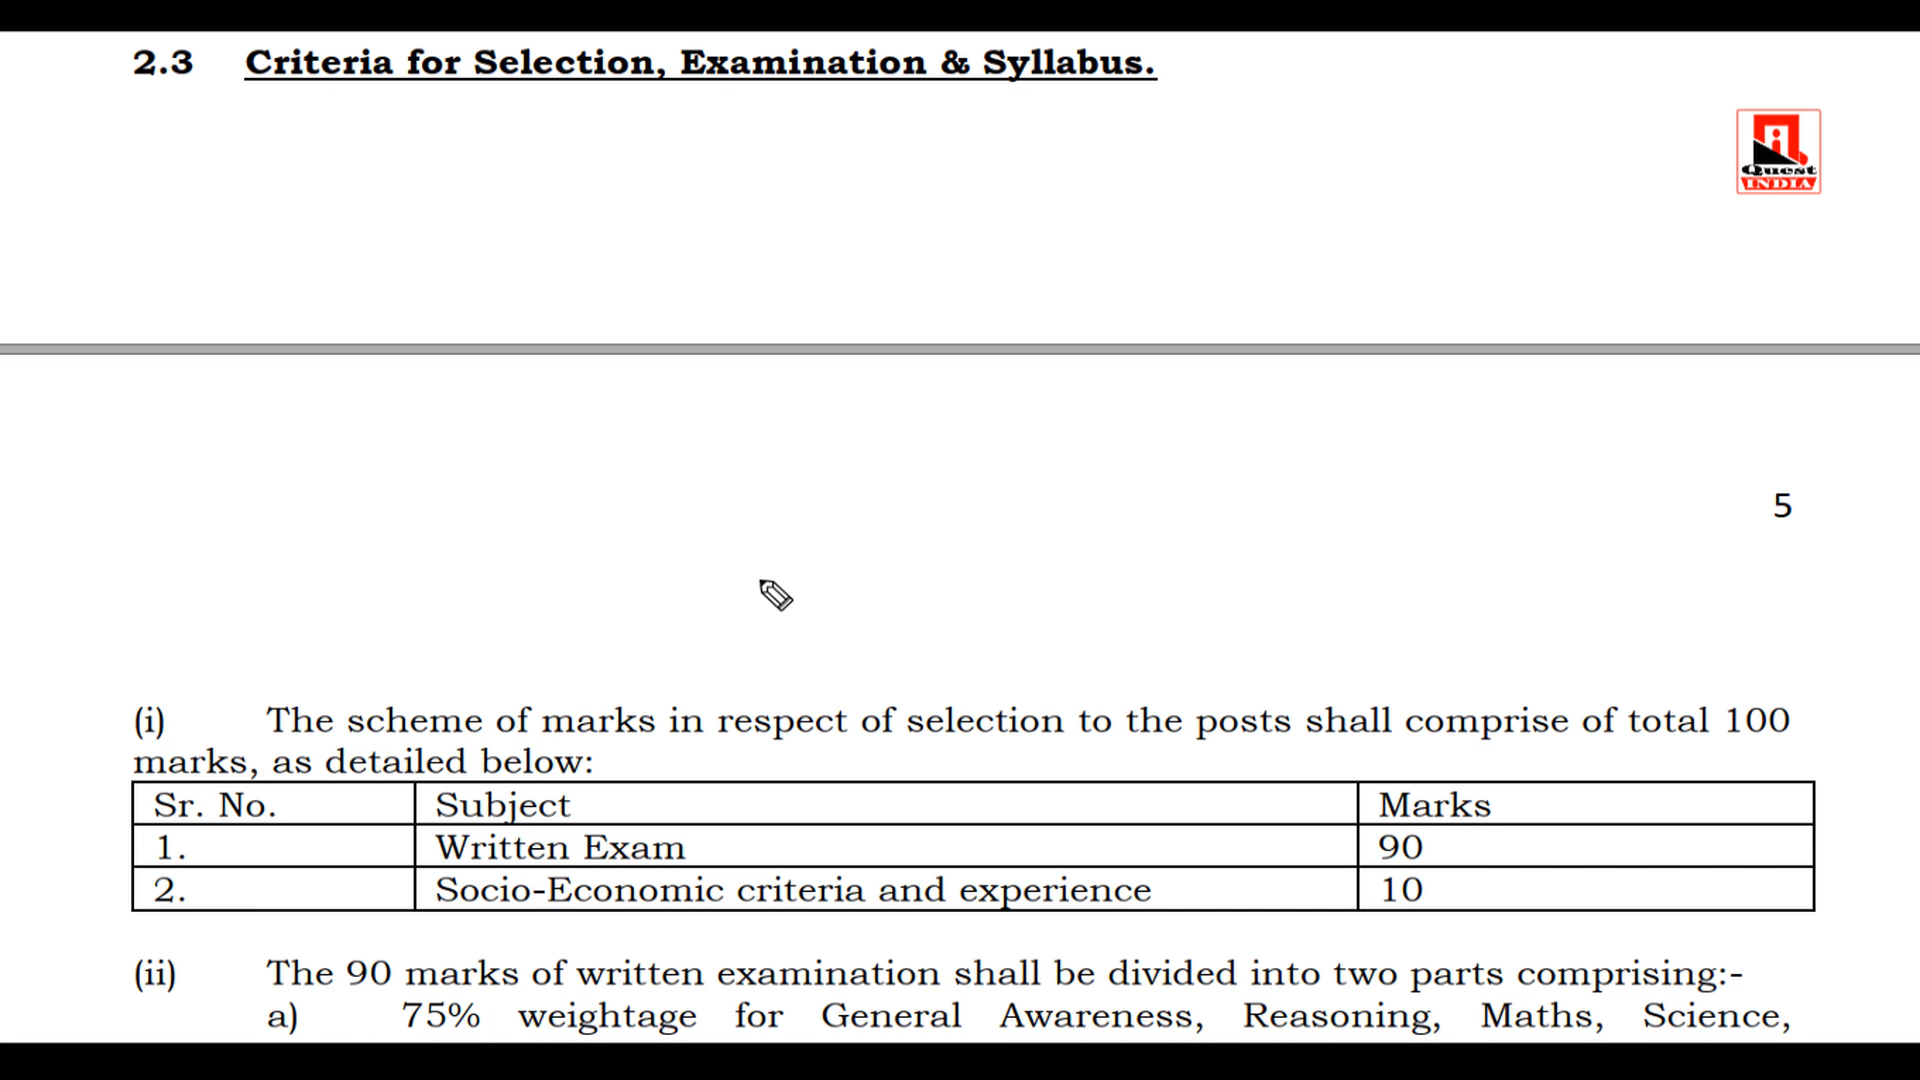 2.3 Criteria for Selection, Examination & Syllabus.
Quest
INDIA
5
(i) The scheme of marks in respect of selection to the posts shall comprise of total 100
marks, as detailed below:
Sr. No. Subject Marks
1. Written Exam 90
2. Socio-Economic criteria and experience 10
(ii) The 90 marks of written examination shall be divided into two parts comprising:-
a) 75% weightage for General Awareness, Reasoning, Maths, Science,